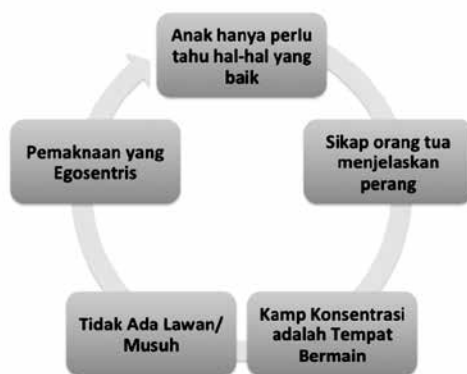 Anak hanya perlu
tahu hal-hal yang
baik
Sikap orang tua
menjelaskan
perang
Kamp Konsentrasi
adalah Tempat
Bermain
Tidak Ada Lawan/
Musuh
Pemaknaan yang
Egosentris